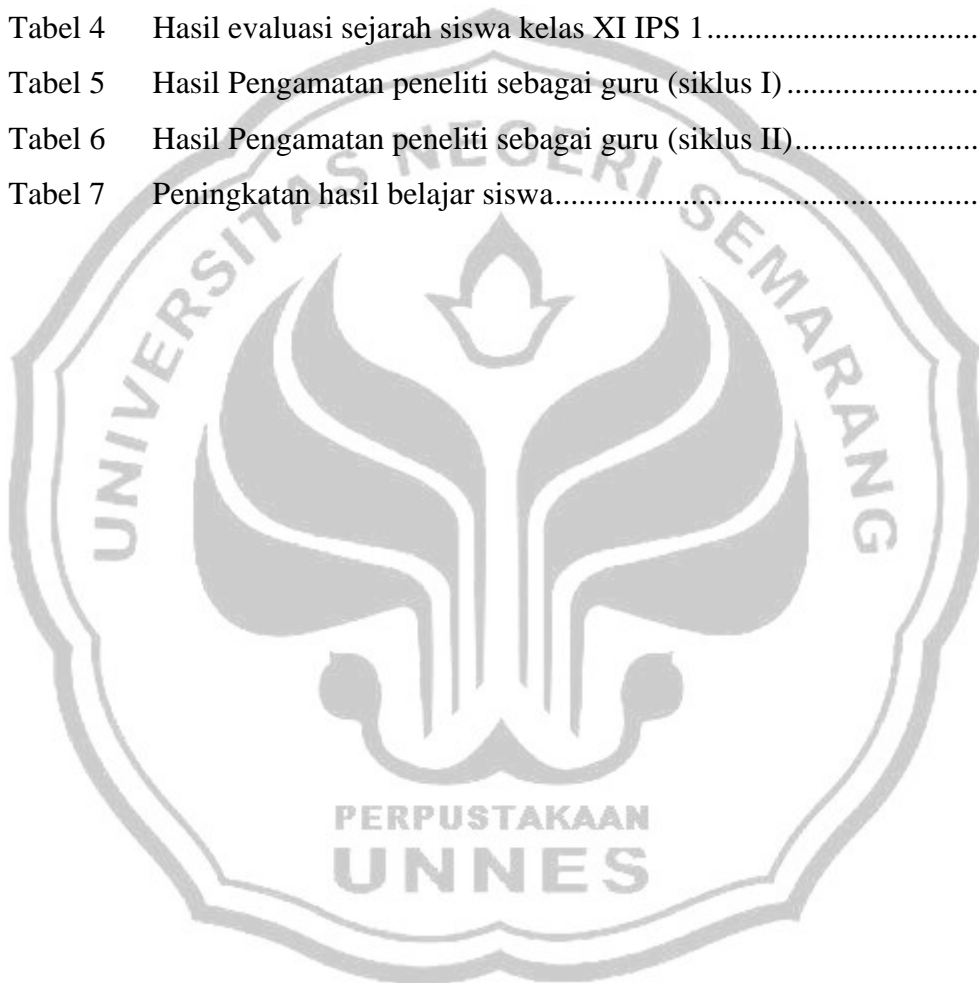 Tabel 4 Hasil evaluasi sejarah siswa kelas XI IPS 1..................................
Tabel 5 Hasil Pengamatan peneliti sebagai guru (siklus I)........................
Tabel 6 Hasil Pengamatan peneliti sebagai guru (siklus II).......................
Tabel 7 Peningkatan hasil belajar siswa.....................................................
UNIVERSITAS NEGERI SEMARANG
PERPUSTAKAAN
UNNES